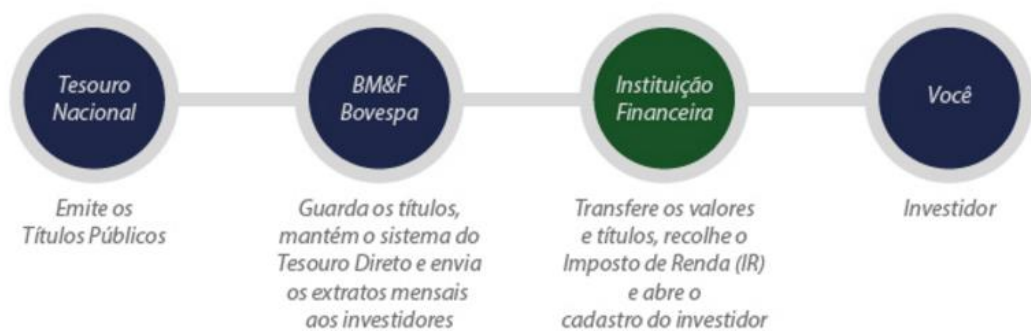 Tesouro
Nacional
BM&F
Bovespa
Instituição
Financeira
Você
Emite os
Títulos Públicos
Guarda os títulos,
mantém o sistema do
Tesouro Direto e envia
os extratos mensais
aos investidores
Transfere os valores
e títulos, recolhe o
Imposto de Renda (IR)
e abre o
cadastro do investidor
Investidor